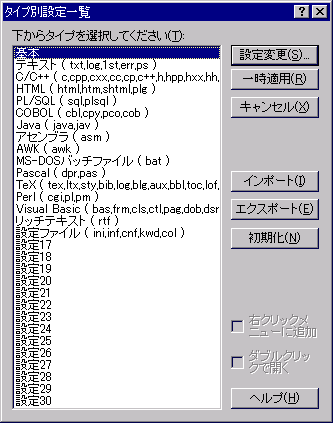 タイプ別設定一覧
下からタイプを選択してください(T):
基本
テキスト ( txt,log,1st,err,ps )
C/C++ ( c,cpp,cxx,cc,cp,c++,h,hpp,hxx,hh,
HTML ( html,htm,shtml,plg )
PL/SQL ( sql,plsql )
COBOL ( cbl,cpy,pco,cob )
Java ( java,jav )
アセンブラ ( asm )
AWK ( awk )
MS-DOSバッチファイル ( bat )
Pascal ( dpr,pas )
TeX ( tex,ltx,sty,bib,log,blg,aux,bbl,toc,lof,
Perl ( cgi,pl,pm )
Visual Basic ( bas,frm,cls,ctl,pag,dob,dsr
リッチテキスト ( rtf )
設定ファイル ( ini,inf,cnf,kwd,col )
設定17
設定18
設定19
設定20
設定21
設定22
設定23
設定24
設定25
設定26
設定27
設定28
設定29
設定30
設定変更(S)...
一時適用(R)
キャンセル(X)
インポート(I)
エクスポート(E)
初期化(N)
右クリックメ
ニューに追加
ダブルクリッ
クで開く
ヘルプ(H)